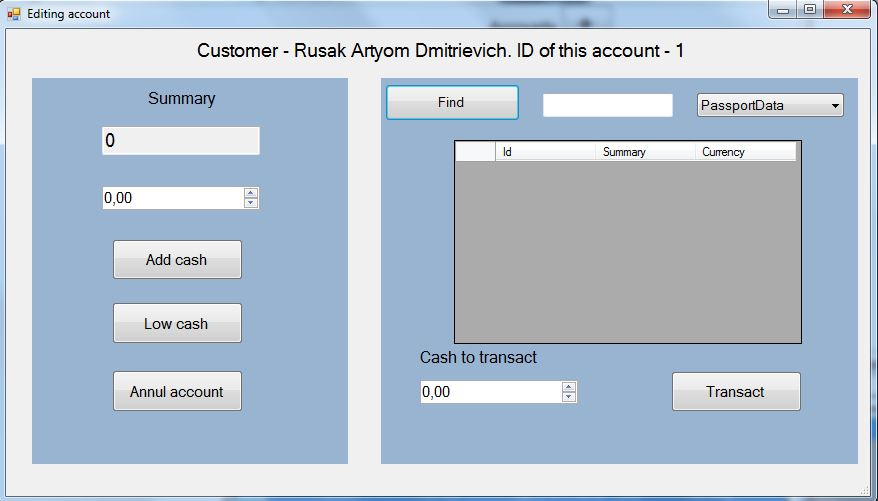 Editing account
Customer - Rusak Artyom Dmitrievich. ID of this account - 1
Summary
0
0,00
Add cash
Low cash
Annul account
Find
PassportData
Id Summary Currency
Cash to transact
0,00
Transact